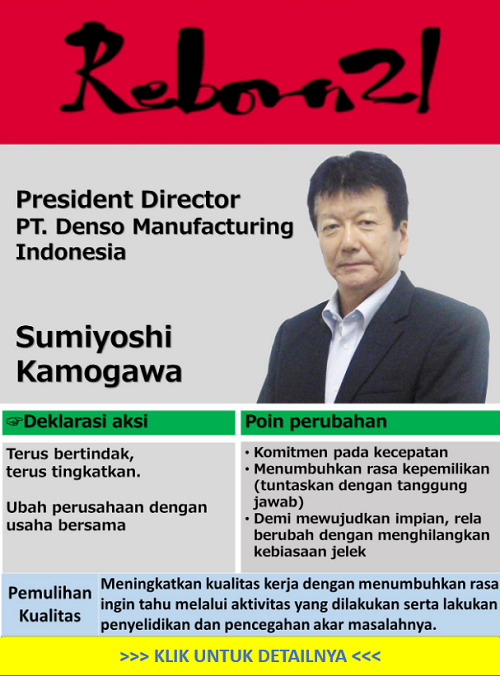 Reborn21
President Director
PT. Denso Manufacturing
Indonesia
Sumiyoshi
Kamogawa
☞Deklarasi aksi
Terus bertindak,
terus tingkatkan.
Ubah perusahaan dengan
usaha bersama
Poin perubahan
• Komitmen pada kecepatan
• Menumbuhkan rasa kepemilikan
(tuntaskan dengan tanggung
jawab)
• Demi mewujudkan impian, rela
berubah dengan menghilangkan
kebiasaan jelek
Pemulihan
Kualitas
Meningkatkan kualitas kerja dengan menumbuhkan rasa
ingin tahu melalui aktivitas yang dilakukan serta lakukan
penyelidikan dan pencegahan akar masalahnya.
>>> KLIK UNTUK DETAILNYA <<<